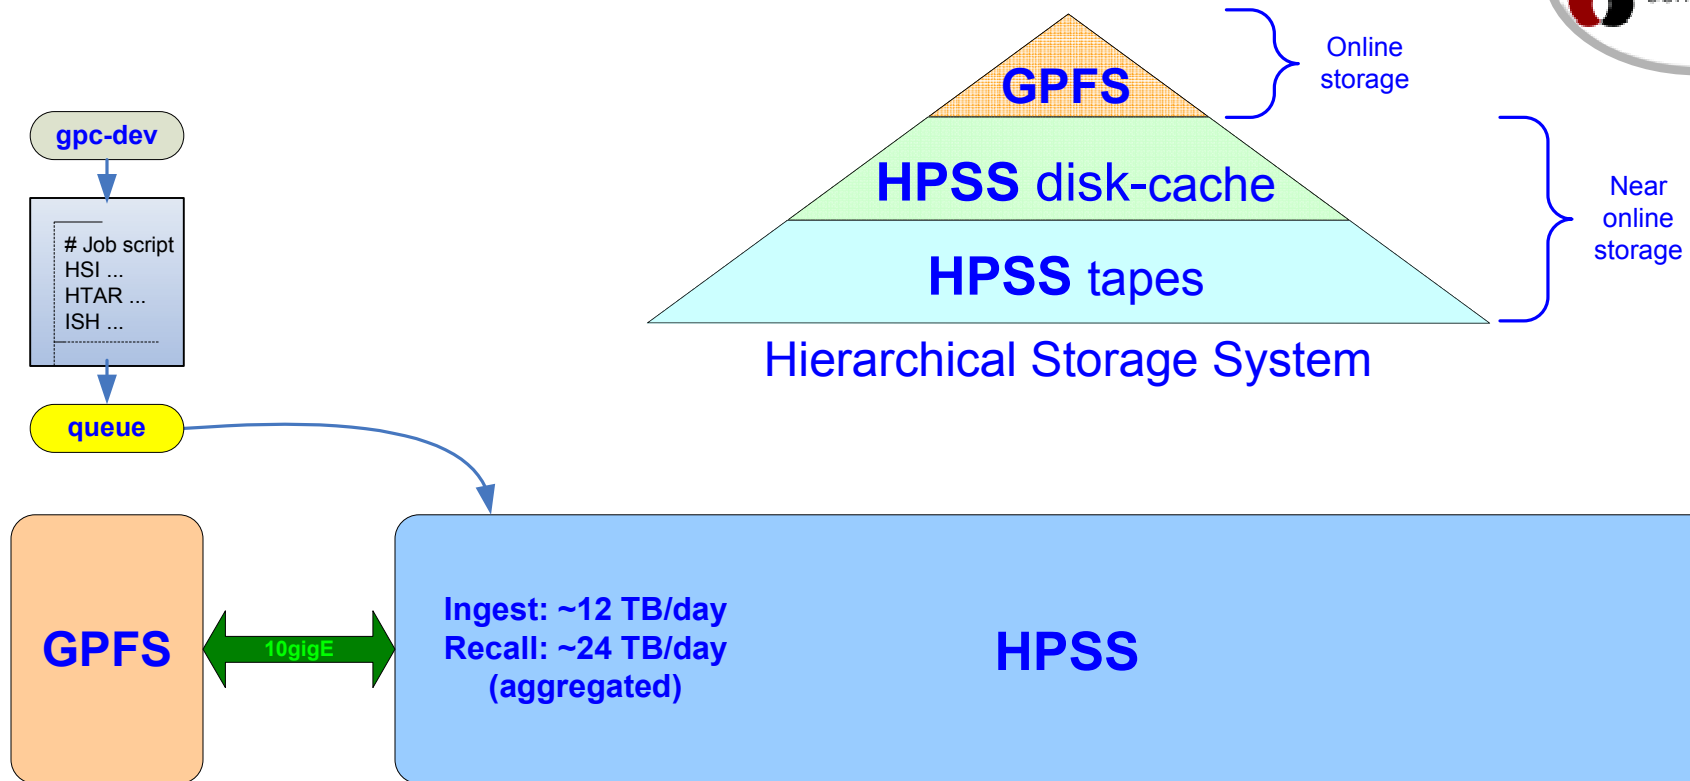 GPFS
Online
storage
gpc-dev
HPSS disk-cache
Near
online
storage
# Job script
HSI ...
HTAR ...
ISH ...
HPSS tapes
Hierarchical Storage System
queue
GPFS
10gigE
Ingest: ~12 TB/day
Recall: ~24 TB/day
(aggregated)
HPSS